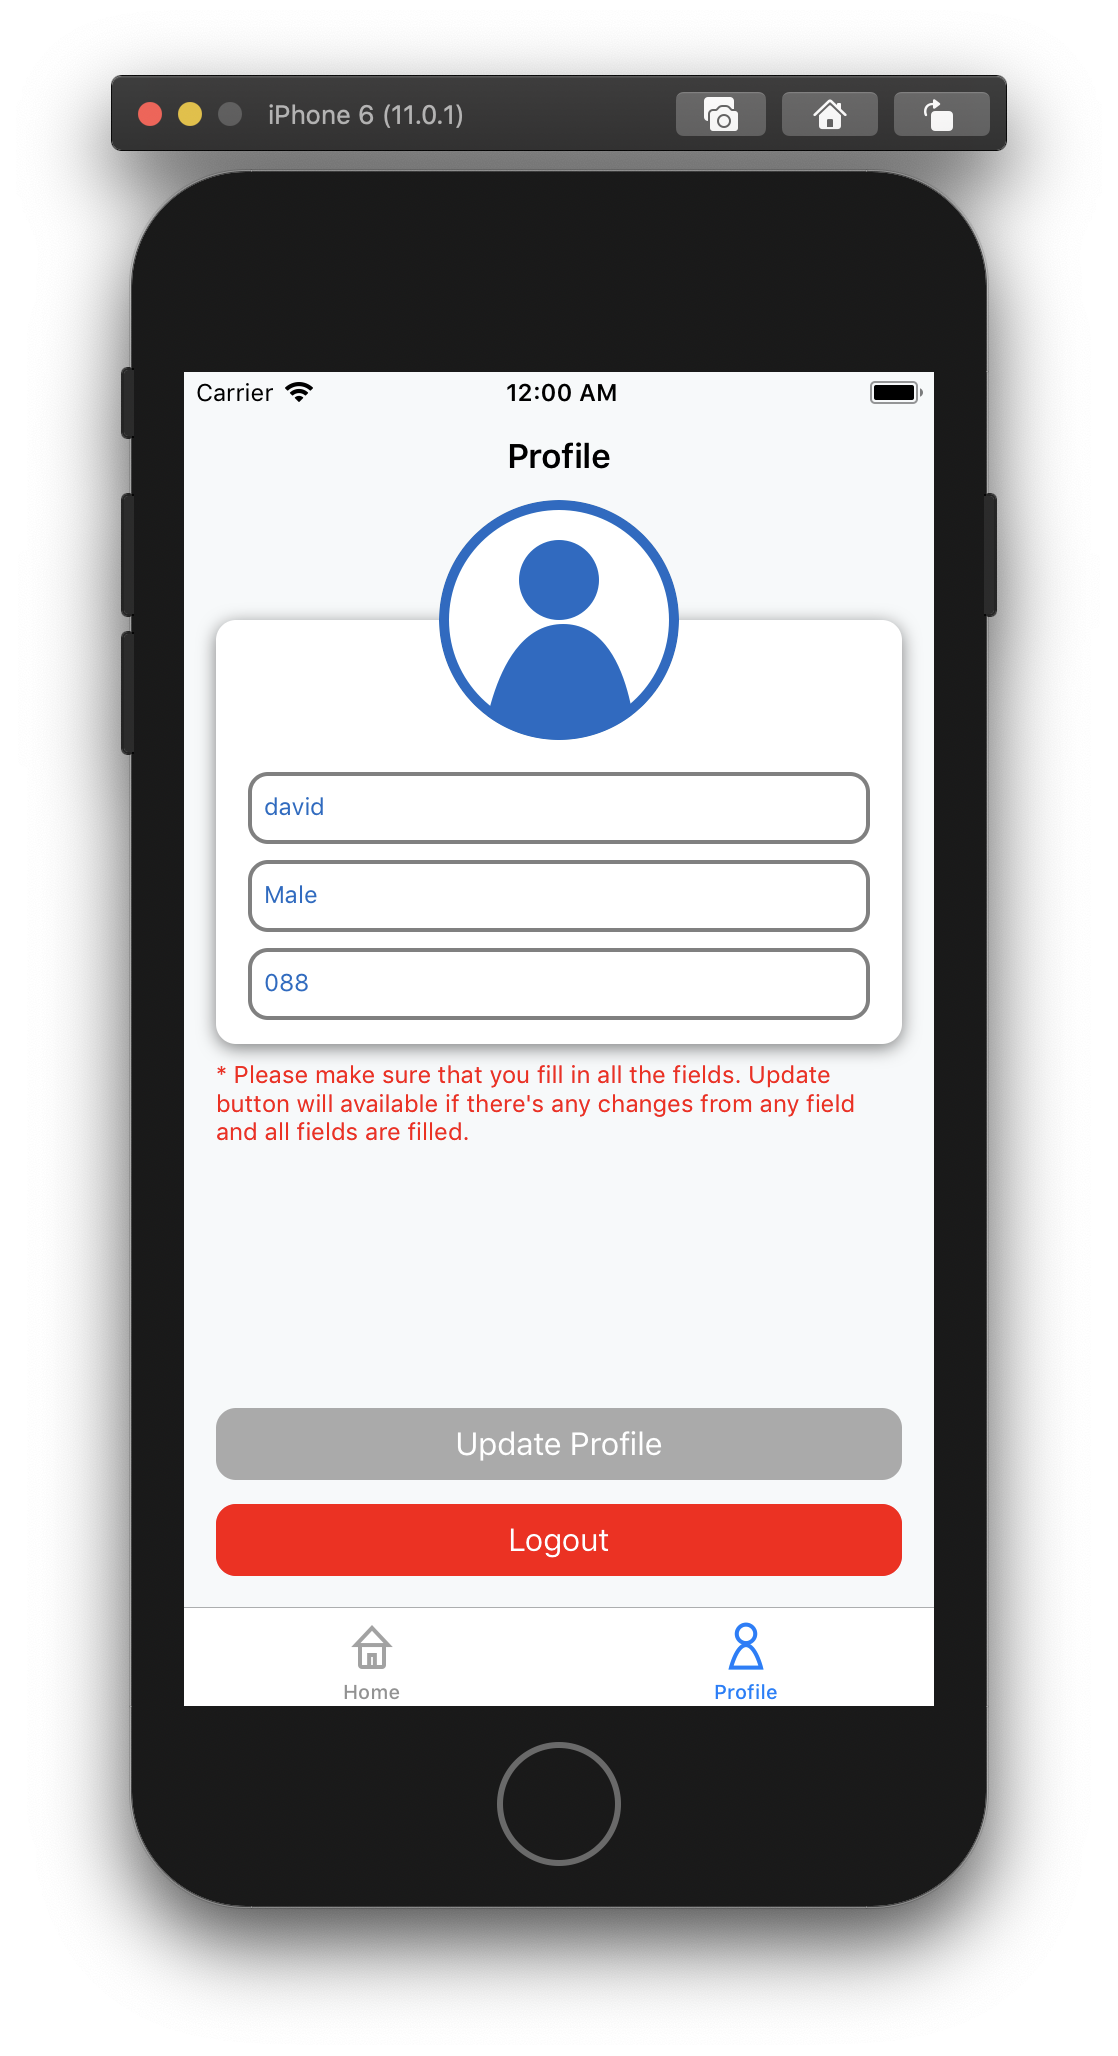 iPhone 6 (11.0.1)
Carrier 12:00 AM
Profile
david
Male
088
* Please make sure that you fill in all the fields. Update
button will available if there's any changes from any field
and all fields are filled.
Update Profile
Logout
Home Profile